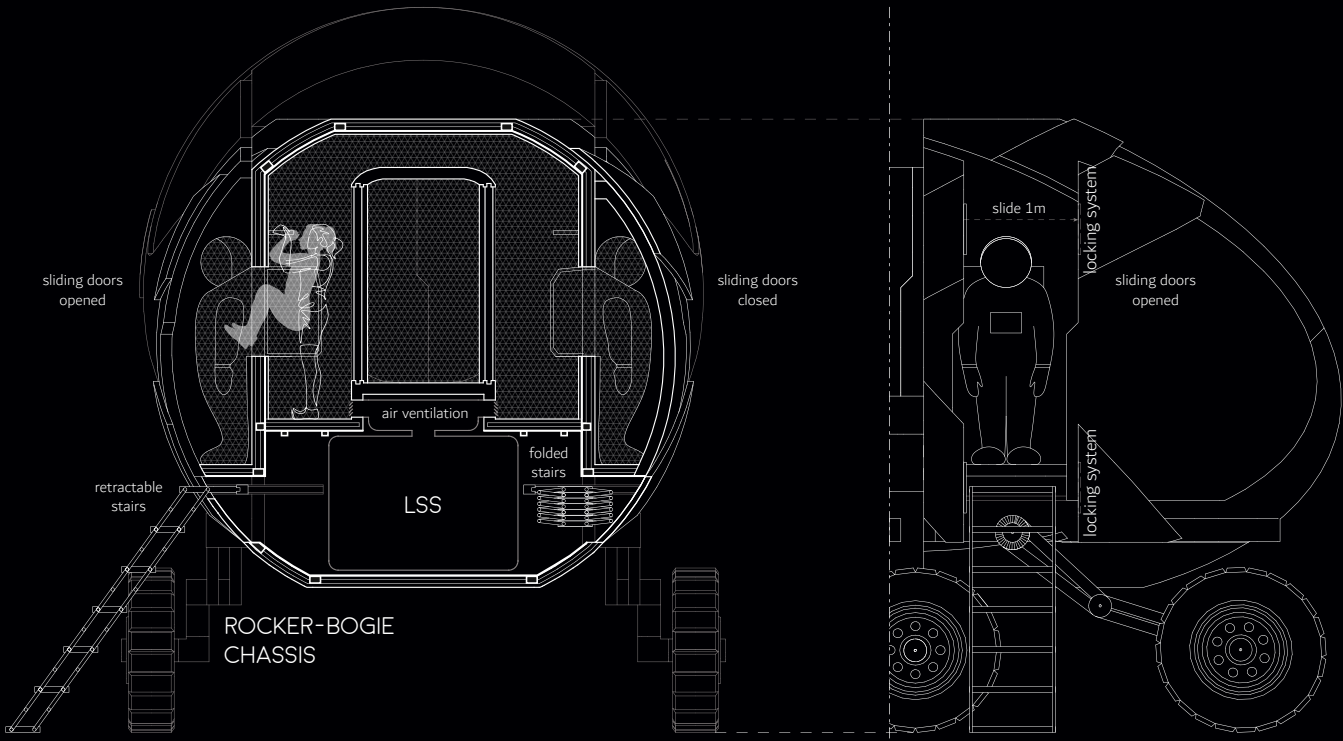 slide 1m
locking system
sliding doors
opened
sliding doors
closed
sliding doors
opened
air ventilation
folded
stairs
locking system
retractable
stairs
LSS
ROCKER-BOGIE
CHASSIS